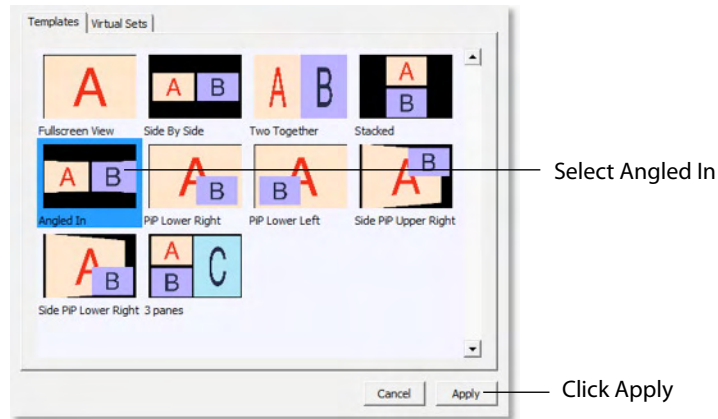 Templates Virtual Sets
A A B A B A B
Fullscreen View Side By Side Two Together Stacked
A B A B A B A B
Select Angled In
Angled In PiP Lower Right PiP Lower Left Side PiP Upper Right
A B A B C
Side PiP Lower Right 3 panes
Cancel Apply
Click Apply